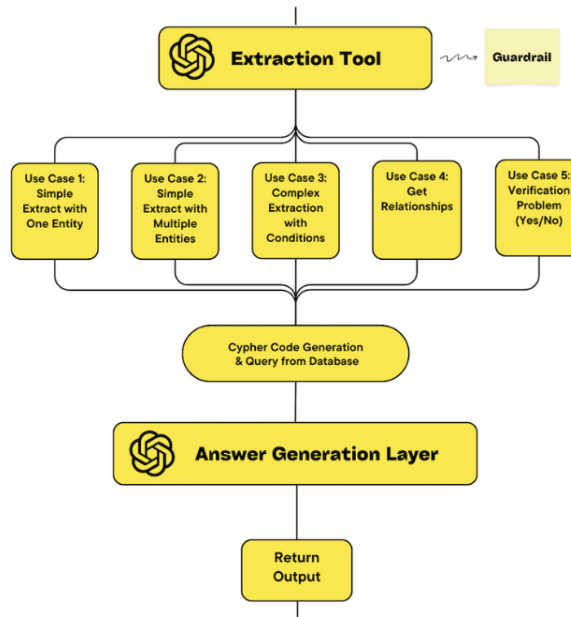 Extraction Tool
Guardrail
Use Case 1:
Simple
Extract with
One Entity
Use Case 2:
Simple
Extract with
Multiple
Entities
Use Case 3:
Complex
Extraction
with
Conditions
Use Case 4:
Get
Relationships
Use Case 5:
Verification
Problem
(Yes/No)
Cypher Code Generation
& Query from Database
Answer Generation Layer
Return
Output